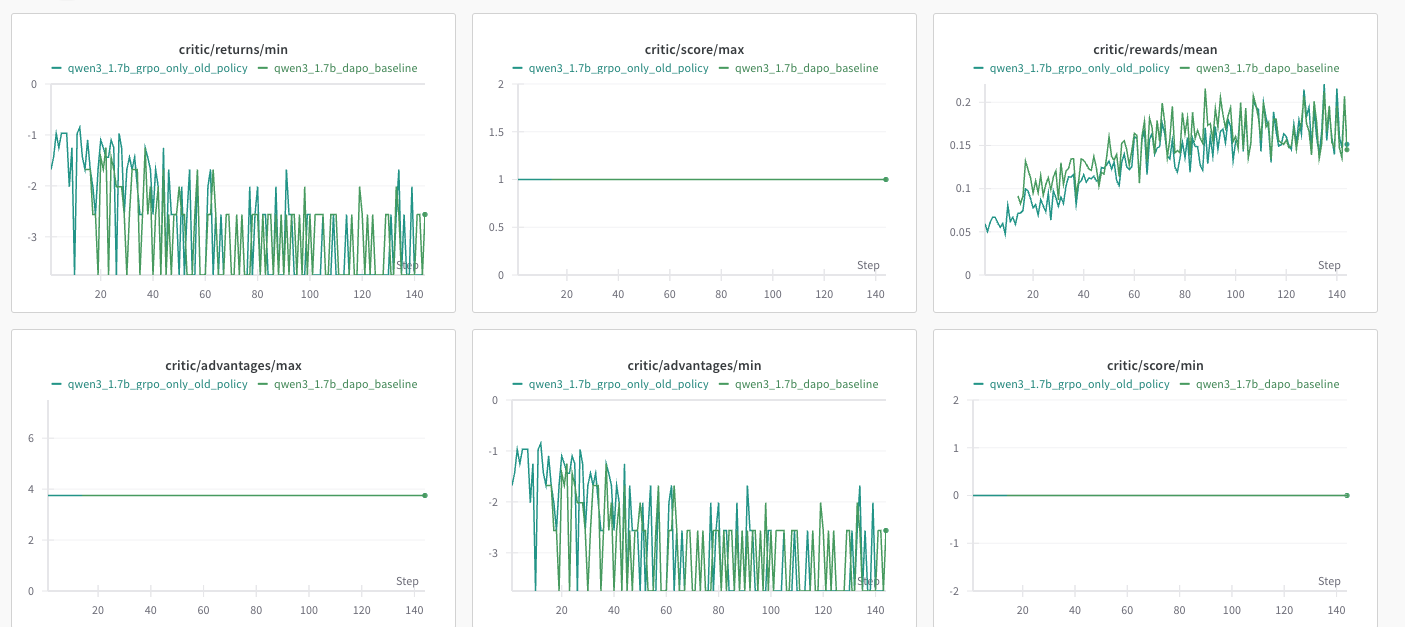 critic/returns/min
qwen3_1.7b_grpo_only_old_policy qwen3_1.7b_dapo_baseline
0
-1
-2
-3
Step
20 40 60 80 100 120 140
critic/score/max
qwen3_1.7b_grpo_only_old_policy qwen3_1.7b_dapo_baseline
2
1.5
1
0.5
0
Step
20 40 60 80 100 120 140
critic/rewards/mean
qwen3_1.7b_grpo_only_old_policy qwen3_1.7b_dapo_baseline
0.2
0.15
0.1
0.05
0
Step
20 40 60 80 100 120 140
critic/advantages/max
qwen3_1.7b_grpo_only_old_policy qwen3_1.7b_dapo_baseline
6
4
2
0
Step
20 40 60 80 100 120 140
critic/advantages/min
qwen3_1.7b_grpo_only_old_policy qwen3_1.7b_dapo_baseline
0
-1
-2
-3
Step
20 40 60 80 100 120 140
critic/score/min
qwen3_1.7b_grpo_only_old_policy qwen3_1.7b_dapo_baseline
2
1
0
-1
-2
Step
20 40 60 80 100 120 140